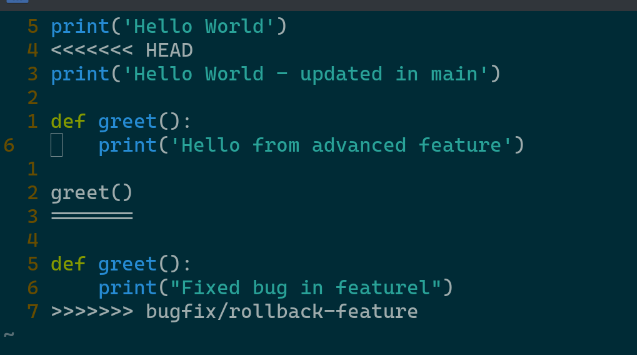 5 print('Hello World')
4 <<<<<<< HEAD
3 print('Hello World - updated in main')
2
1 def greet():
6 print('Hello from advanced feature')
1
2 greet()
3 =======
4
5 def greet():
6 print("Fixed bug in featurel")
7 >>>>>>> bugfix/rollback-feature
~